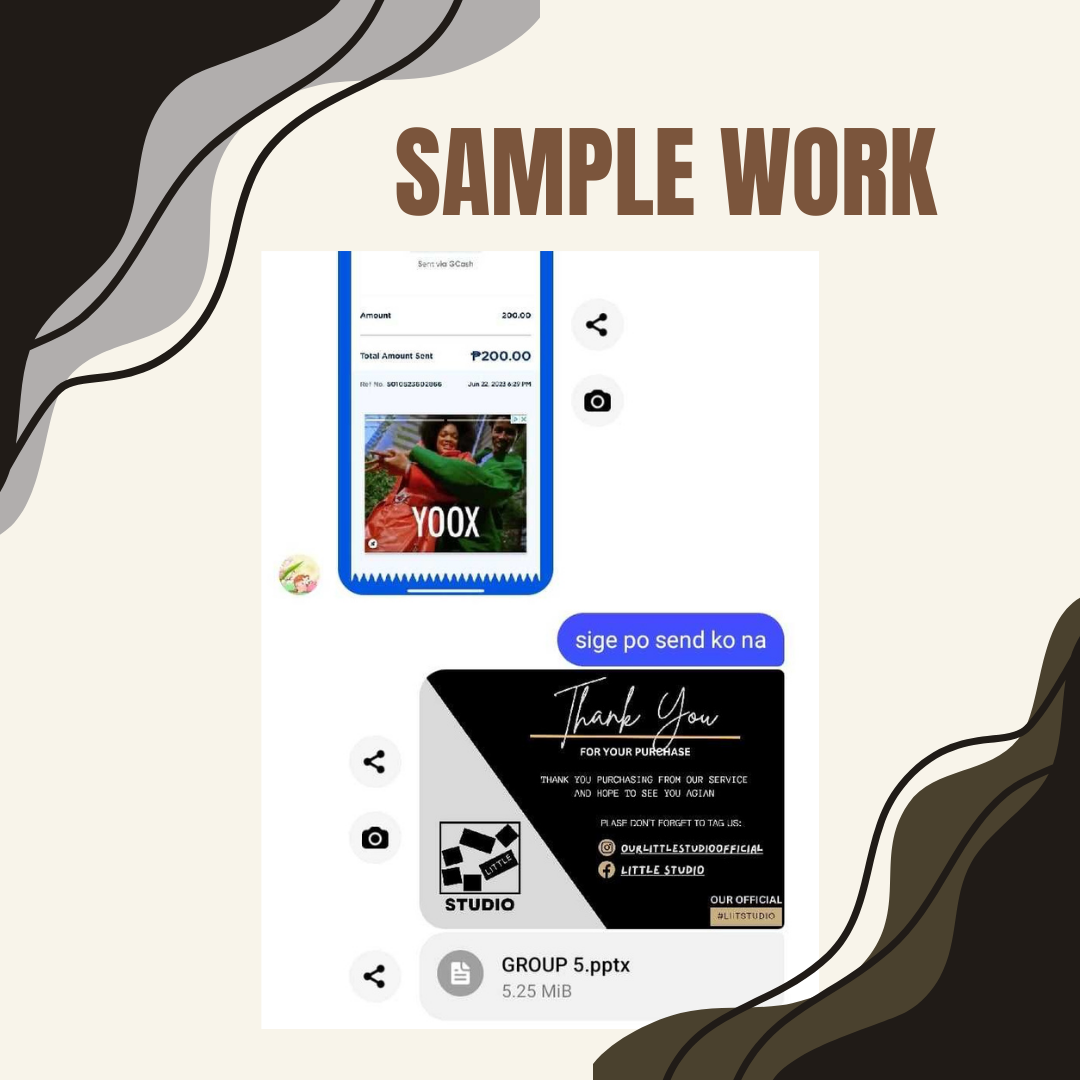 SAMPLE WORK
Sent via GCash
Amount 200.00
Total Amount Sent ₱200.00
Ref No. 5010523602866 Jun 22, 2023 6:29 PM
YOOX
sige po send ko na
Thank You
FOR YOUR PURCHASE
THANK YOU PURCHASING FROM OUR SERVICE
AND HOPE TO SEE YOU AGIAN
PLASE DON'T FORGET TO TAG US:
OURLITTLESTUDIOOFFICIAL
LITTLE STUDIO
LITTLE
STUDIO
OUR OFFICIAL
#LIITSTUDIO
GROUP 5.pptx
5.25 MiB